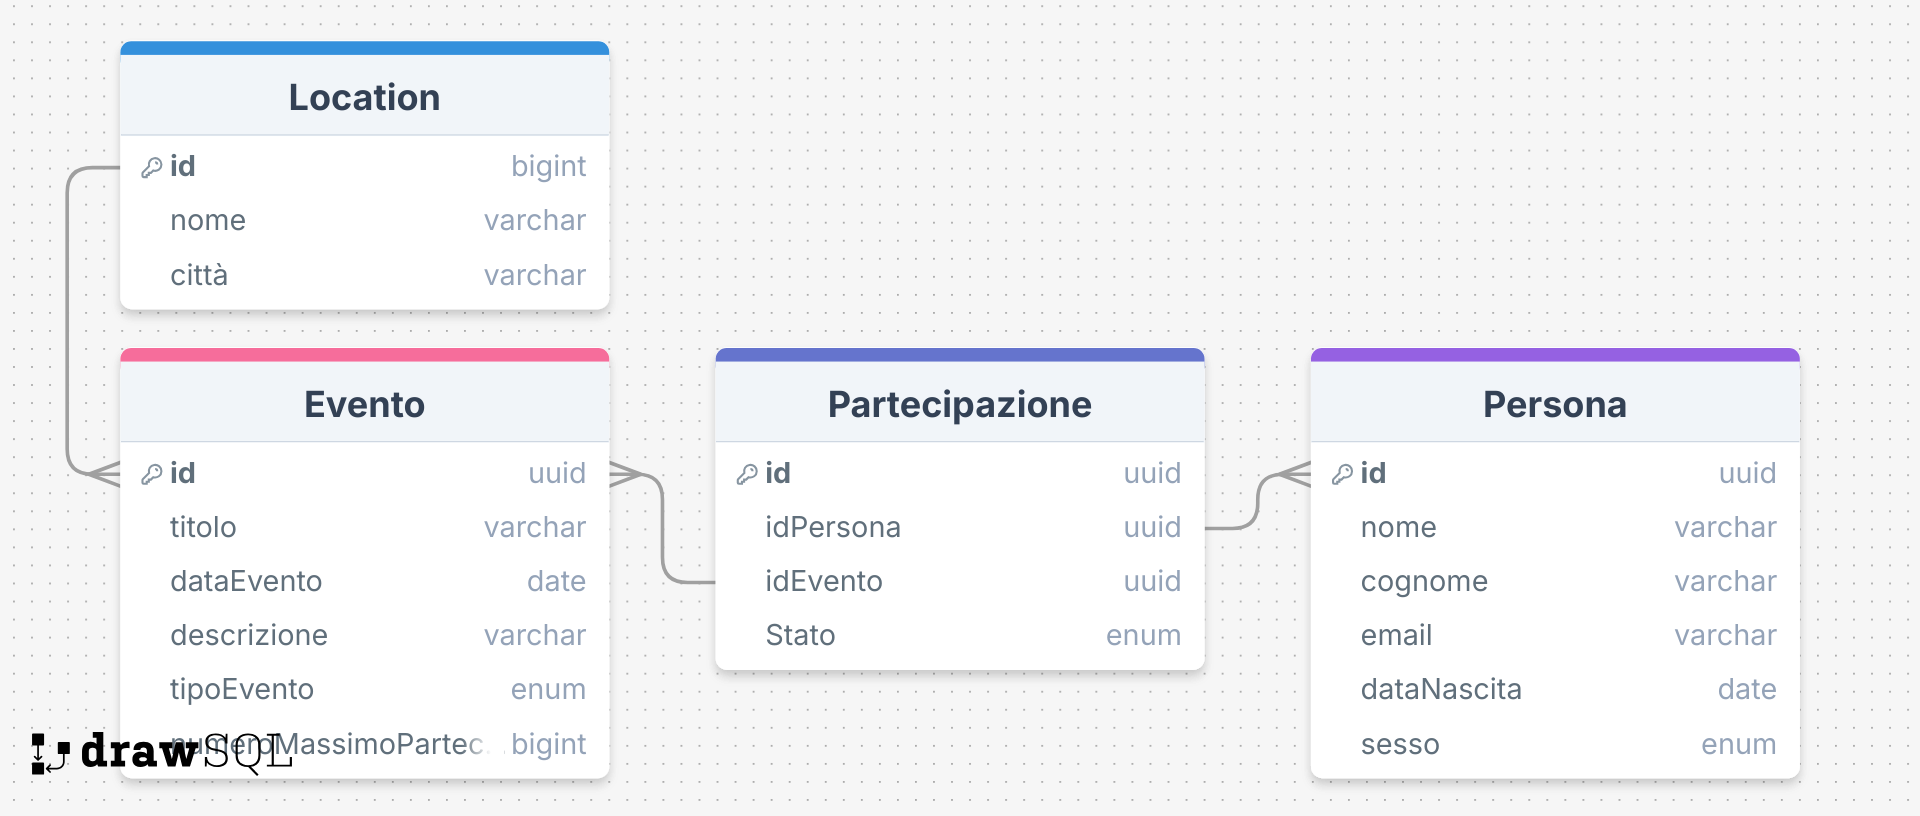 Location
id bigint
nome varchar
città varchar
Evento
id uuid
titolo varchar
dataEvento date
descrizione varchar
tipoEvento enum
numeroMassimoPartec... bigint
Partecipazione
id uuid
idPersona uuid
idEvento uuid
Stato enum
Persona
id uuid
nome varchar
cognome varchar
email varchar
dataNascita date
sesso enum
drawSQL